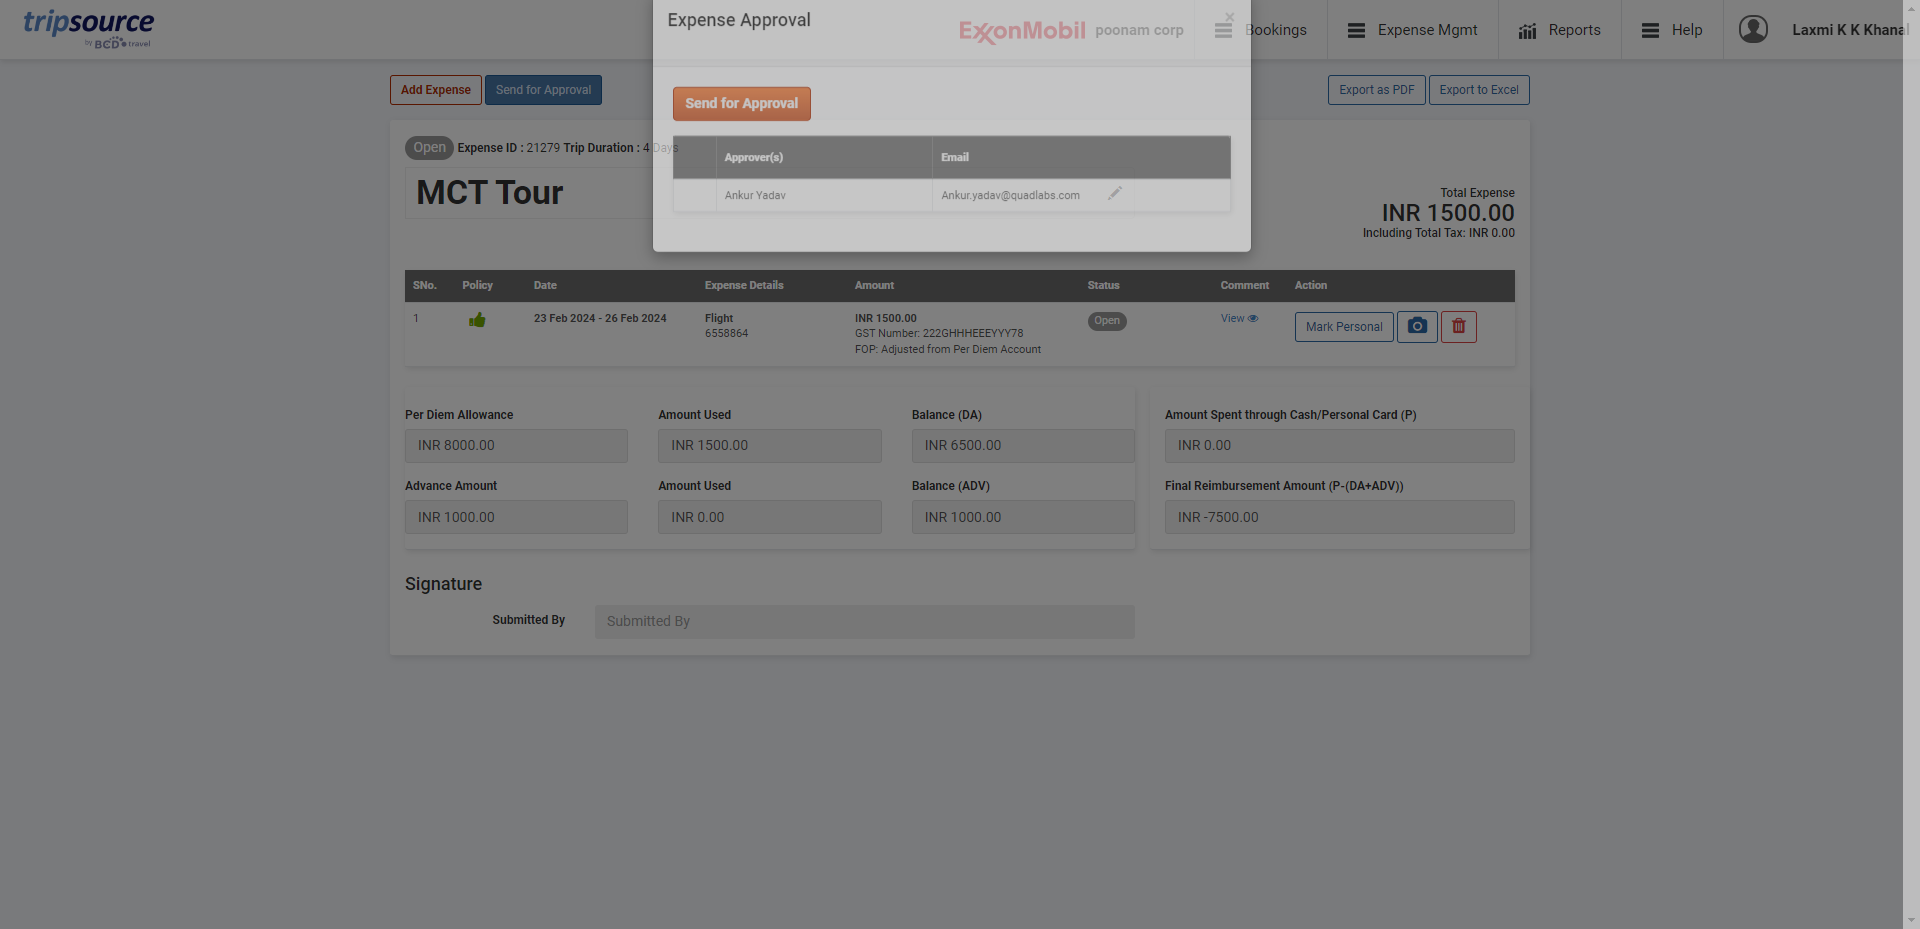 tripsource
by BCD travel
Expense Approval
×
ExxonMobil
poonam corp
Bookings
Expense Mgmt
Reports
Help
Laxmi K K Khanal
Add Expense
Send for Approval
Send for Approval
Export as PDF
Export to Excel
Open Expense ID : 21279 Trip Duration : 4 Days
Approver(s) Email
Ankur Yadav Ankur.yadav@quadlabs.com
MCT Tour
Total Expense
INR 1500.00
Including Total Tax: INR 0.00
SNo. Policy Date Expense Details Amount Status Comment Action
1 23 Feb 2024 - 26 Feb 2024 Flight INR 1500.00 Open View Mark Personal
6558864 GST Number: 222GHHHEEEYYY78
FOP: Adjusted from Per Diem Account
Per Diem Allowance Amount Used Balance (DA) Amount Spent through Cash/Personal Card (P)
INR 8000.00 INR 1500.00 INR 6500.00 INR 0.00
Advance Amount Amount Used Balance (ADV) Final Reimbursement Amount (P-(DA+ADV))
INR 1000.00 INR 0.00 INR 1000.00 INR -7500.00
Signature
Submitted By Submitted By